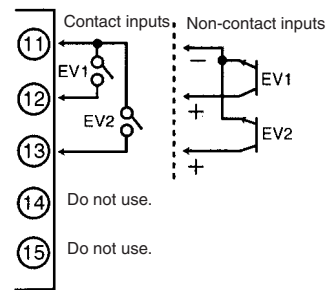 Contact inputs
Non-contact inputs
11
EV1
12
EV2
13
14 Do not use.
15 Do not use.
−
EV1
+
EV2
+